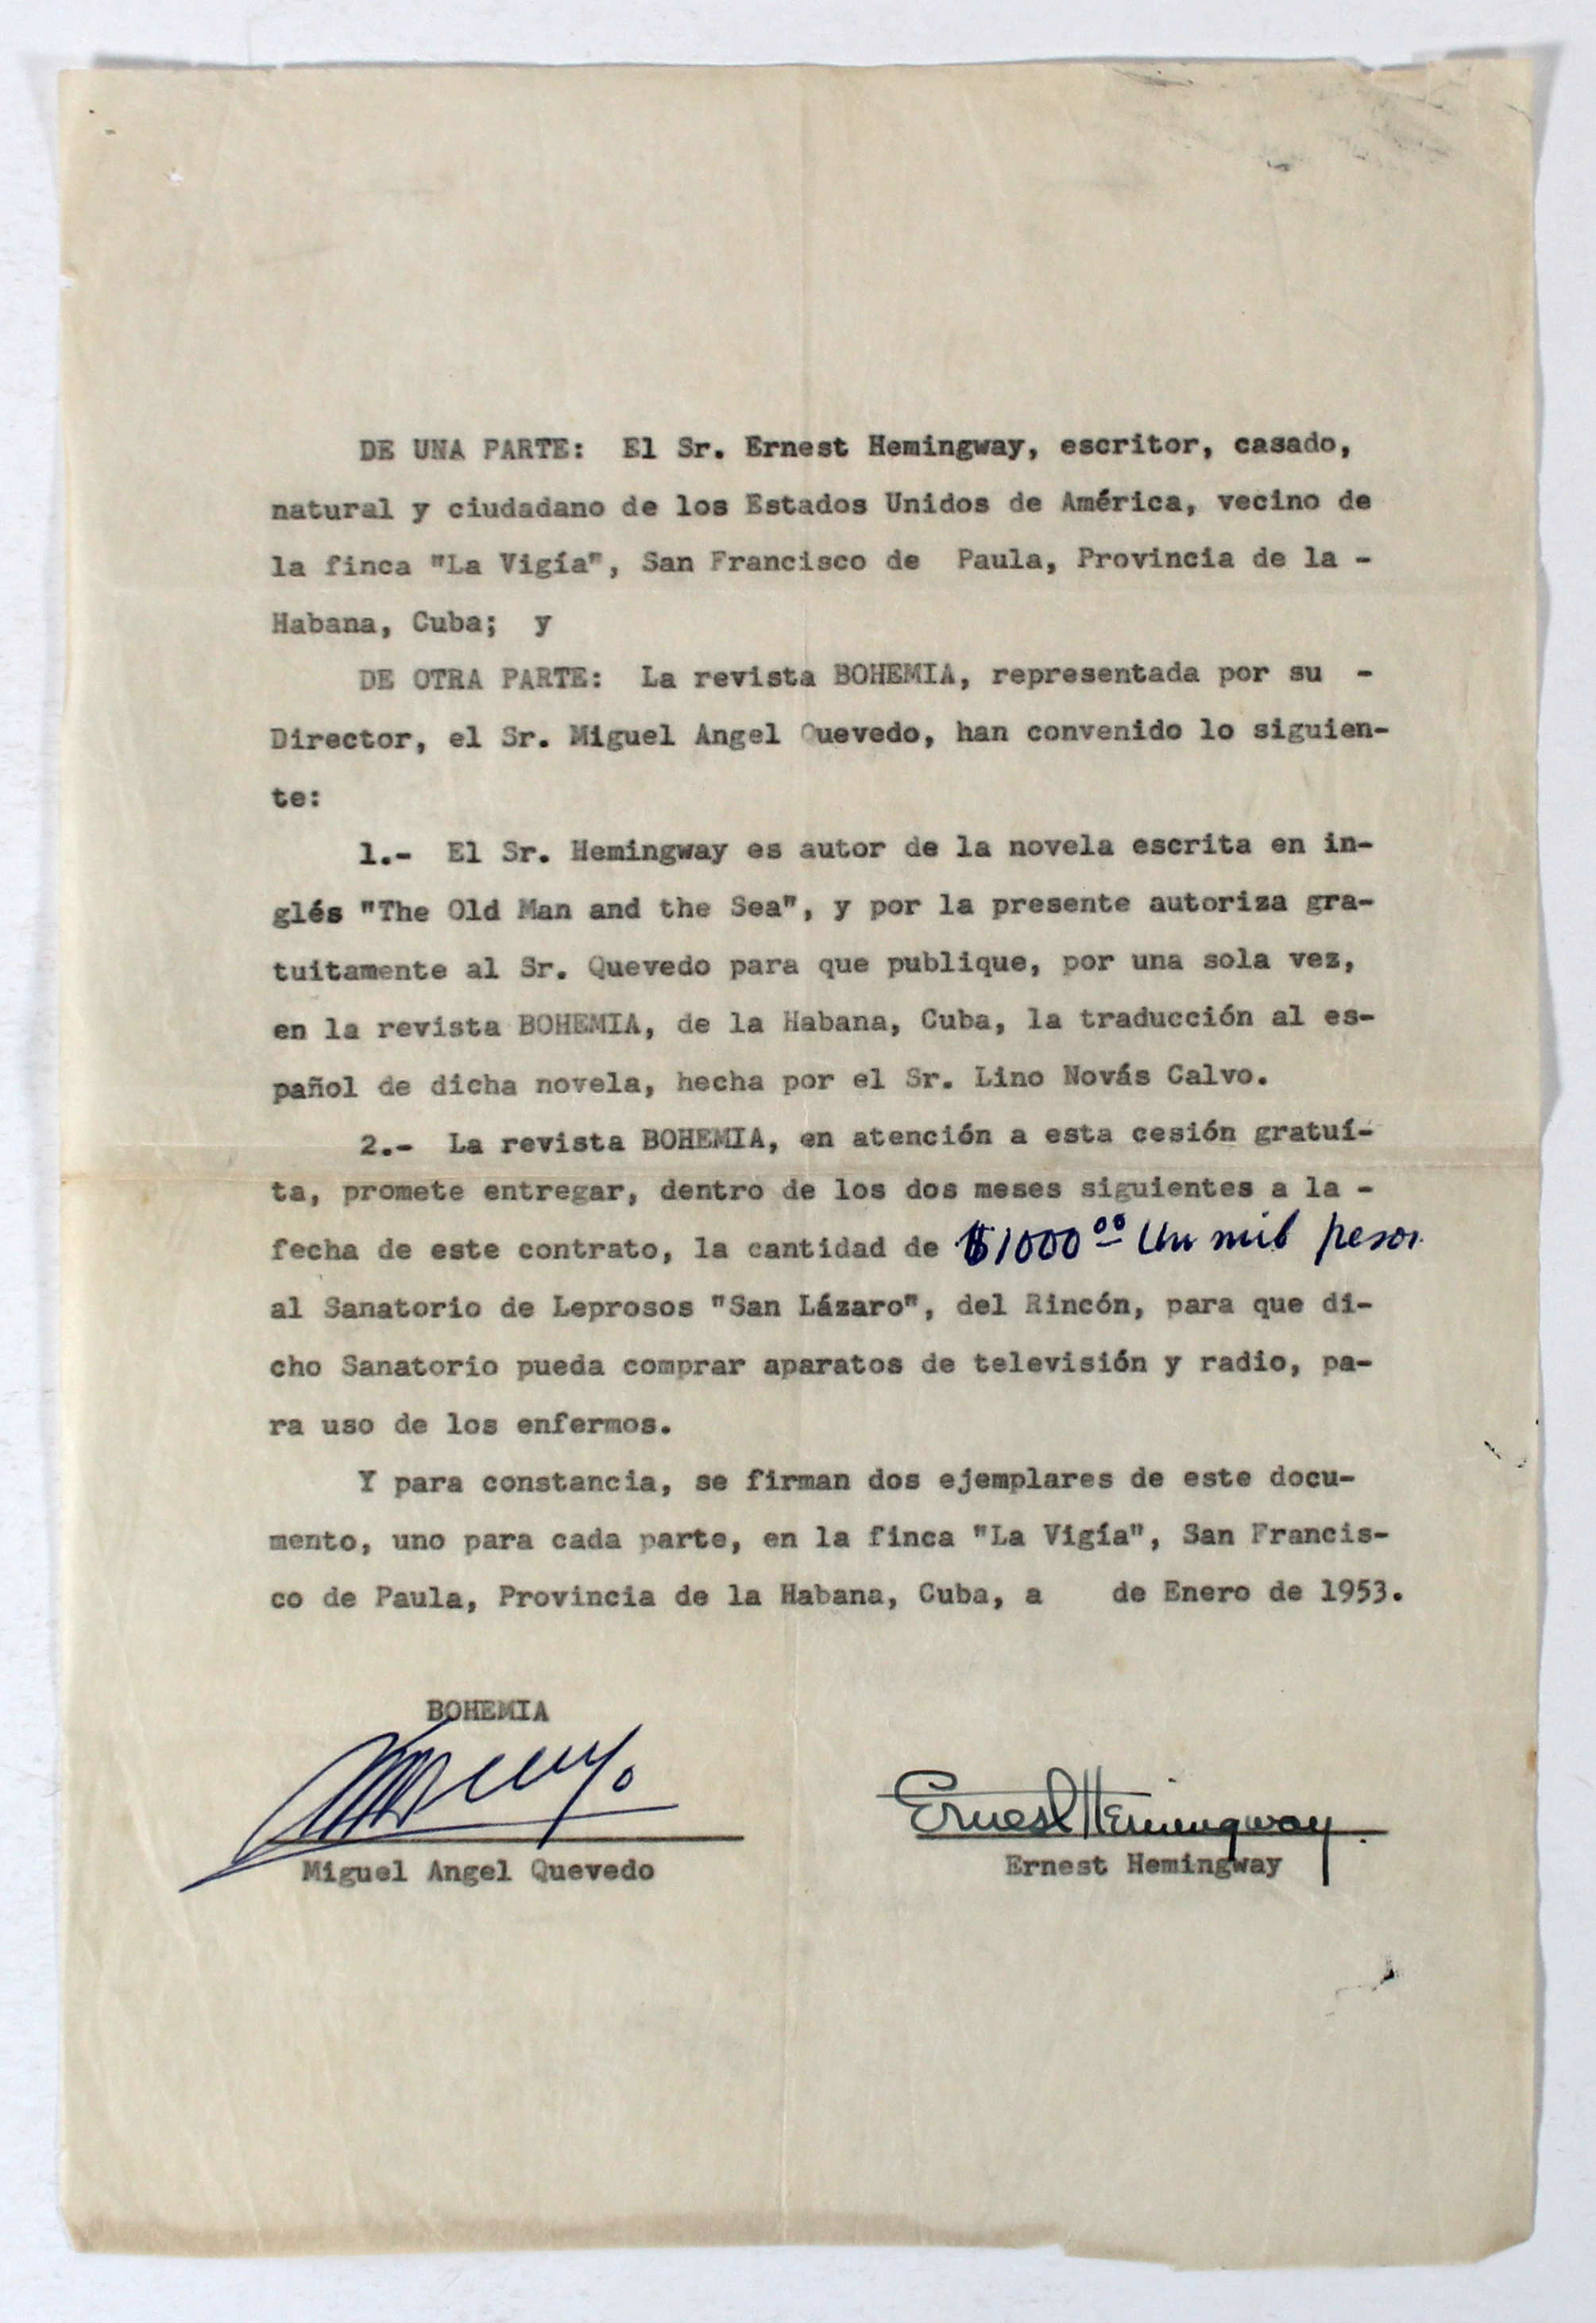 DE UNA PARTE: El Sr. Ernest Hemingway, escritor, casado,
natural y ciudadano de los Estados Unidos de América, vecino de
la finca "La Vigía", San Francisco de Paula, Provincia de la -
Habana, Cuba; y
DE OTRA PARTE: La revista BOHEMIA, representada por su -
Director, el Sr. Miguel Angel Quevedo, han convenido lo siguien-
te:
1.- El Sr. Hemingway es autor de la novela escrita en in-
glés "The Old Man and the Sea", y por la presente autoriza gra-
tuitamente al Sr. Quevedo para que publique, por una sola vez,
en la revista BOHEMIA, de la Habana, Cuba, la traducción al es-
pañol de dicha novela, hecha por el Sr. Lino Novás Calvo.
2.- La revista BOHEMIA, en atención a esta cesión gratuí-
ta, promete entregar, dentro de los dos meses siguientes a la -
fecha de este contrato, la cantidad de $1000 00 Un mil pesos
al Sanatorio de Leprosos "San Lázaro", del Rincón, para que di-
cho Sanatorio pueda comprar aparatos de televisión y radio, pa-
ra uso de los enfermos.
Y para constancia, se firman dos ejemplares de este docu-
mento, uno para cada parte, en la finca "La Vigía", San Francis-
co de Paula, Provincia de la Habana, Cuba, a de Enero de 1953.
BOHEMIA
Ernest Hemingway
Miguel Angel Quevedo
Ernest Hemingway